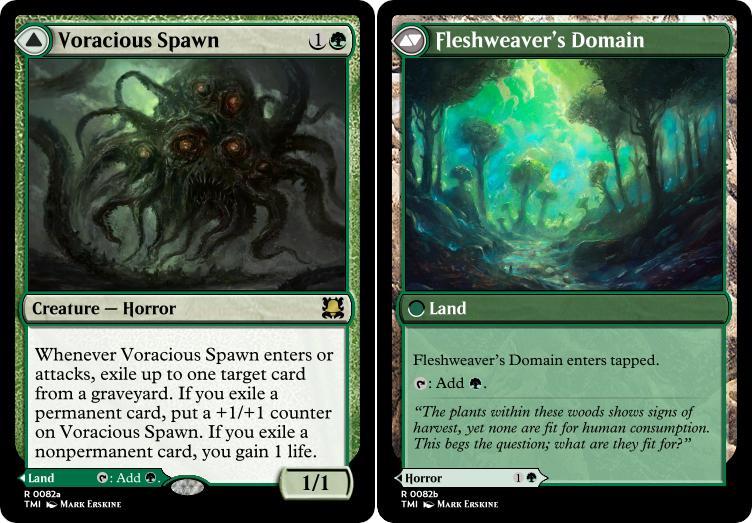 Voracious Spawn
1
Creature — Horror
Whenever Voracious Spawn enters or
attacks, exile up to one target card
from a graveyard. If you exile a
permanent card, put a +1/+1 counter
on Voracious Spawn. If you exile a
nonpermanent card, you gain 1 life.
Land : Add .
1/1
R 0082a
TMI Mark Erskine
Fleshweaver's Domain
Land
Fleshweaver's Domain enters tapped.
: Add .
"The plants within these woods shows signs of
harvest, yet none are fit for human consumption.
This begs the question; what are they fit for?"
Horror 1
R 0082b
TMI Mark Erskine